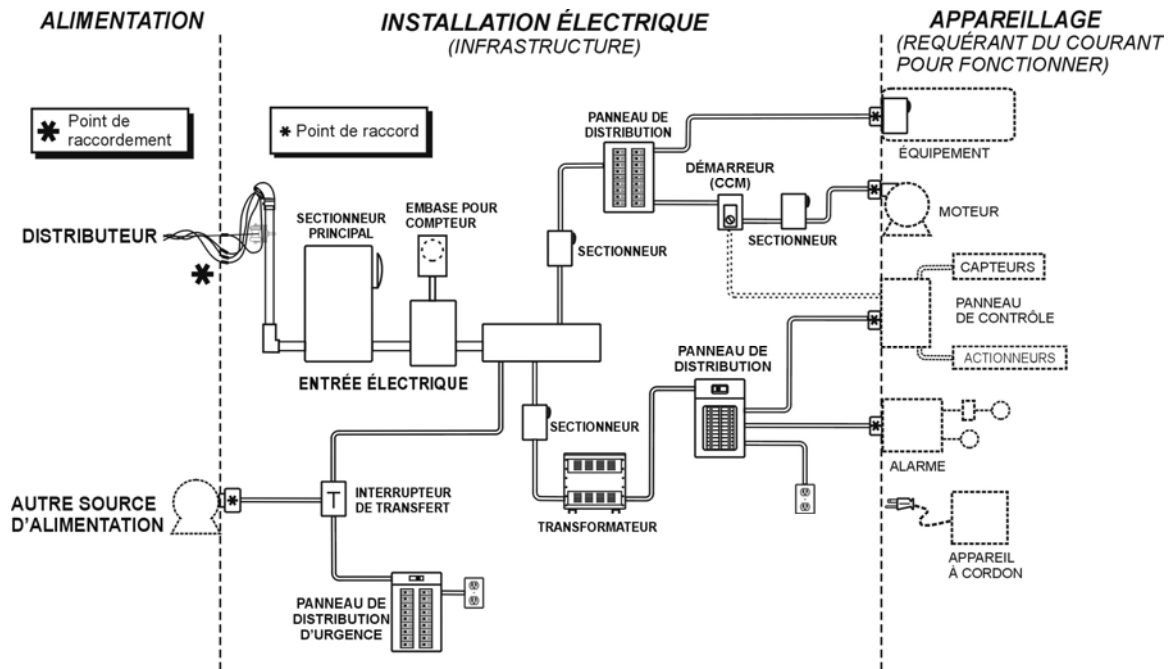 ALIMENTATION
INSTALLATION ÉLECTRIQUE
(INFRASTRUCTURE)
APPAREILLAGE
(REQUÉRANT DU COURANT
POUR FONCTIONNER)
* Point de
raccordement
* Point de raccord
PANNEAU DE
DISTRIBUTION
ÉQUIPEMENT
DÉMARREUR
(CCM)
SECTIONNEUR
MOTEUR
DISTRIBUTEUR
*
SECTIONNEUR
PRINCIPAL
EMBASE POUR
COMPTEUR
SECTIONNEUR
CAPTEURS
PANNEAU
DE CONTRÔLE
ACTIONNEURS
ENTRÉE ÉLECTRIQUE
PANNEAU DE
DISTRIBUTION
SECTIONNEUR
ALARME
AUTRE SOURCE
D'ALIMENTATION
T
INTERRUPTEUR
DE TRANSFERT
TRANSFORMATEUR
APPAREIL
À CORDON
PANNEAU DE
DISTRIBUTION
D'URGENCE